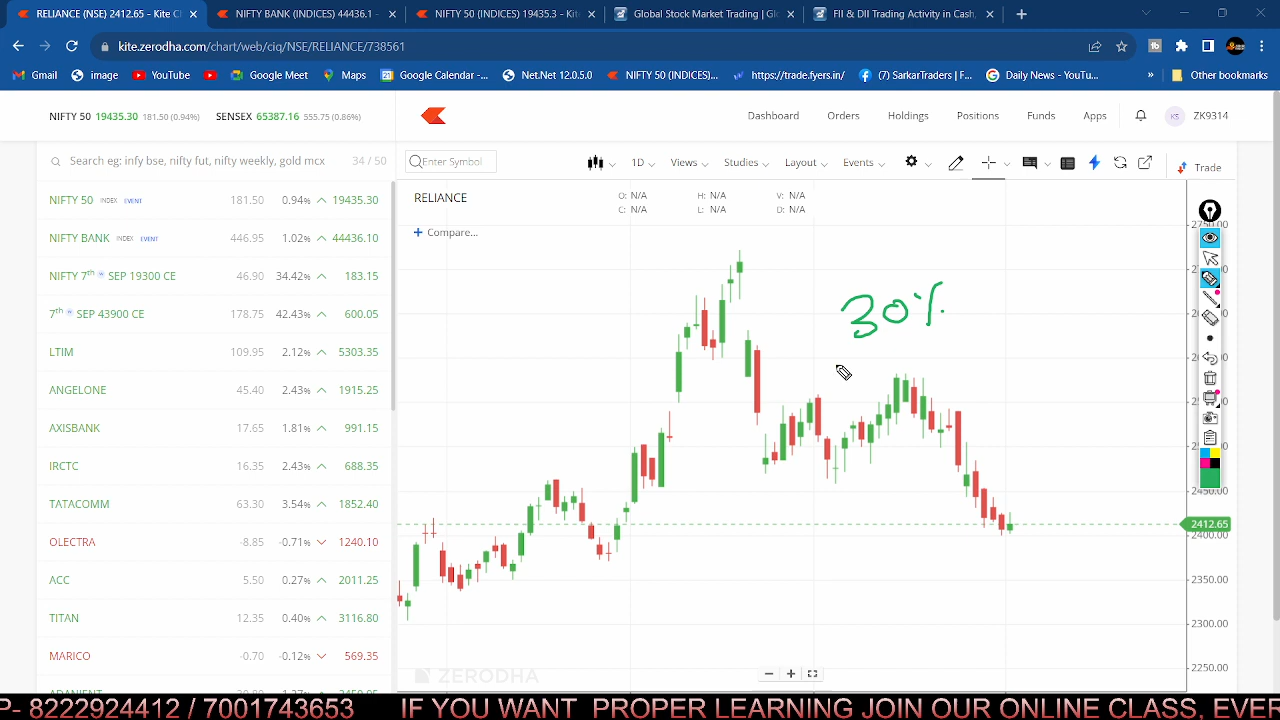 RELIANCE (NSE) 2412.65 - Kite C
NIFTY BANK (INDICES) 44436.1 -
NIFTY 50 (INDICES) 19435.3 - Kite
Global Stock Market Trading | Glo
FII & DII Trading Activity in Cash,
kite.zerodha.com/chart/web/ciq/NSE/RELIANCE/738561
Gmail
image
YouTube
Google Meet
Maps
Google Calendar -...
Net.Net 12.0.5.0
NIFTY 50 (INDICES)...
https://trade.fyers.in/
(7) SafeTraders | F...
Daily News - YouTu...
»
Other bookmarks
NIFTY 50 19435.30 181.50 (0.94%) SENSEX 65387.16 555.75 (0.86%)
Dashboard Orders Holdings Positions Funds Apps KS ZK9314
Search eg: infy bse, nifty fut, nifty weekly, gold mcx 34 / 50
NIFTY 50 INDEX EVENT 181.50 0.94% 19435.30
NIFTY BANK INDEX EVENT 446.95 1.02% 44436.10
NIFTY 7th w SEP 19300 CE 46.90 34.42% 183.15
7th w SEP 43900 CE 178.75 42.43% 600.05
LTIM 109.95 2.12% 5303.35
ANGELONE 45.40 2.43% 1915.25
AXISBANK 17.65 1.81% 991.15
IRCTC 16.35 2.43% 688.35
TATACOMM 63.30 3.54% 1852.40
OLECTRA -8.85 -0.71% 1240.10
ACC 5.50 0.27% 2011.25
TITAN 12.35 0.40% 3116.80
MARICO -0.70 -0.12% 569.35
Enter Symbol 1D Views Studies Layout Events Trade
RELIANCE
O: N/A H: N/A V: N/A
C: N/A L: N/A D: N/A
+ Compare...
30%
2450.00
2412.65
2400.00
2350.00
2300.00
2250.00
ZERODHA
P- 8222924412 / 7001743653 IF YOU WANT PROPER LEARNING JOIN OUR ONLINE CLASS, EVER